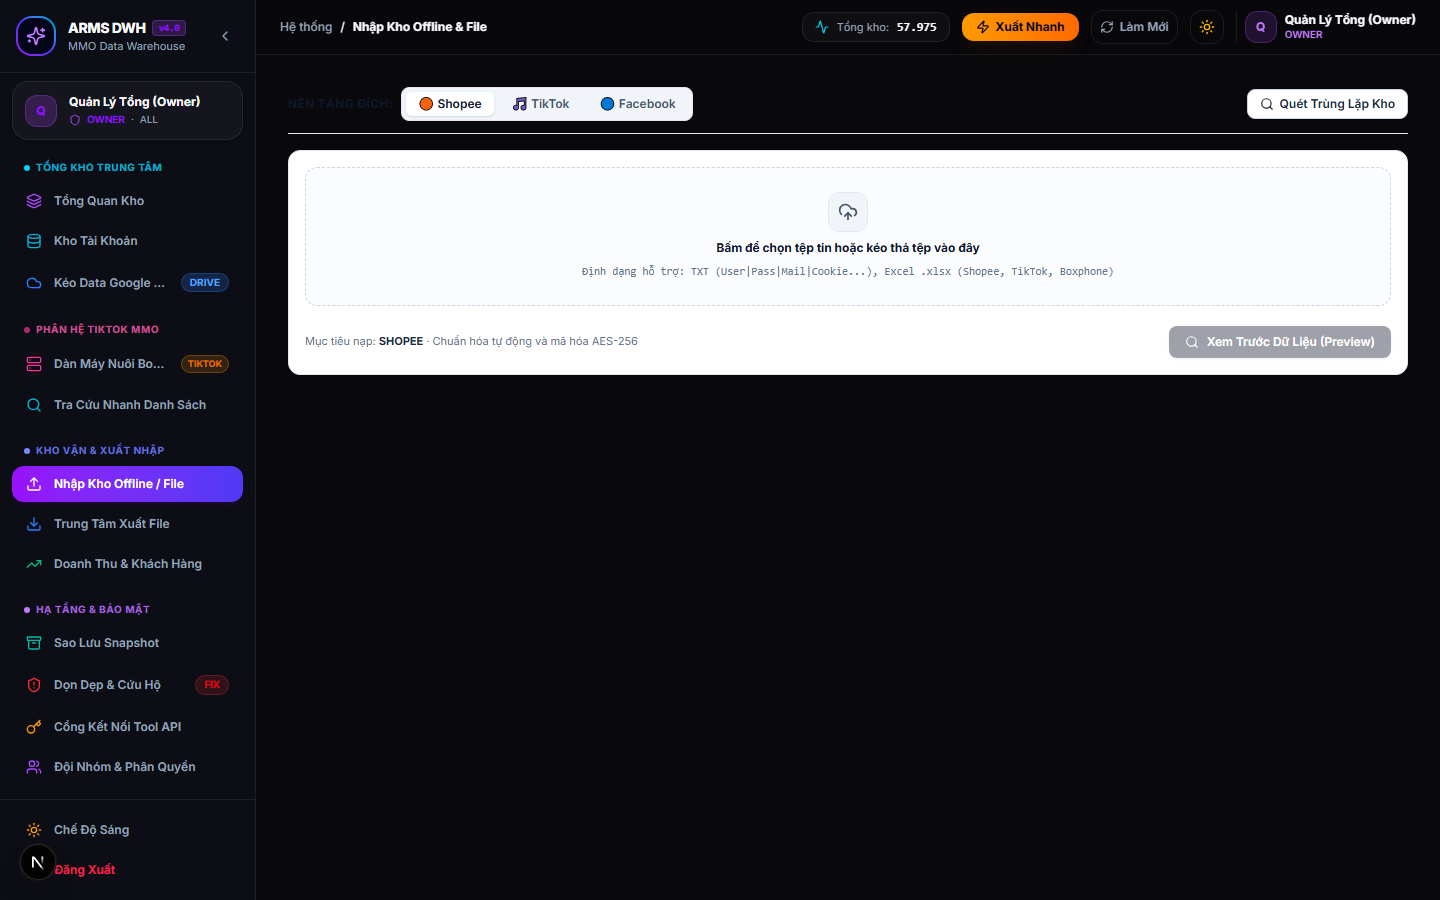 ARMS DWH v4.0
MMO Data Warehouse
Q
Quản Lý Tổng (Owner)
OWNER · ALL
TỔNG KHO TRUNG TÂM
Tổng Quan Kho
Kho Tài Khoản
Kéo Data Google ... DRIVE
PHÂN HỆ TIKTOK MMO
Dàn Máy Nuôi Bo... TIKTOK
Tra Cứu Nhanh Danh Sách
KHO VẬN & XUẤT NHẬP
Nhập Kho Offline / File
Trung Tâm Xuất File
Doanh Thu & Khách Hàng
HẠ TẦNG & BẢO MẬT
Sao Lưu Snapshot
Dọn Dẹp & Cứu Hộ FIX
Cổng Kết Nối Tool API
Đội Nhóm & Phân Quyền
Chế Độ Sáng
N
Đăng Xuất
Hệ thống / Nhập Kho Offline & File
Tổng kho: 57.975
Xuất Nhanh
Làm Mới
Q
Quản Lý Tổng (Owner)
OWNER
NỀN TẢNG ĐÍCH:
Shopee
TikTok
Facebook
Quét Trùng Lặp Kho
Bấm để chọn tệp tin hoặc kéo thả tệp vào đây
Định dạng hỗ trợ: TXT (User|Pass|Mail|Cookie...), Excel .xlsx (Shopee, TikTok, Boxphone)
Mục tiêu nạp: SHOPEE · Chuẩn hóa tự động và mã hóa AES-256
Xem Trước Dữ Liệu (Preview)